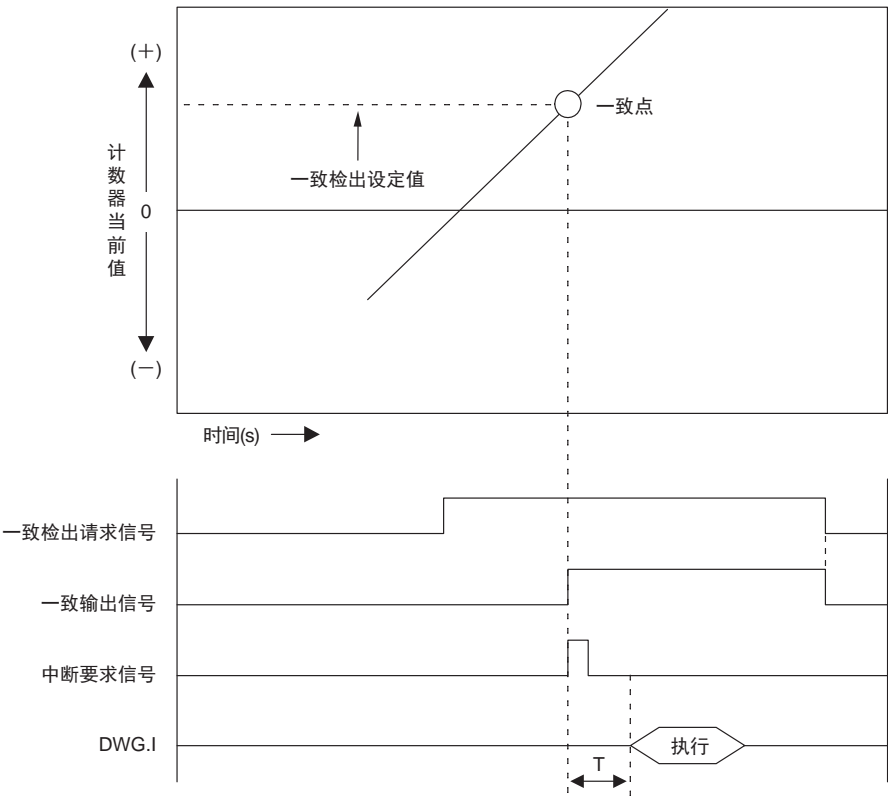 (+)
一致点
一致检出设定值
计数器当前值
0
(-)
时间(s)
一致检出请求信号
一致输出信号
中断要求信号
DWG.I
执行
T